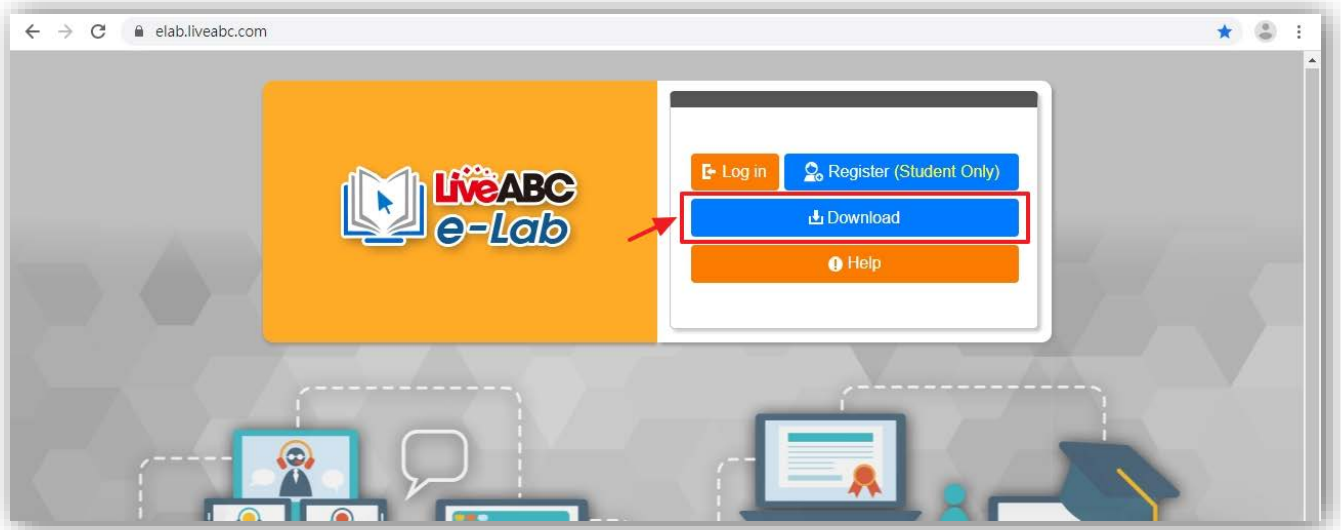 elab.liveabc.com
LiveABC
e-Lab
Log in
Register (Student Only)
Download
Help